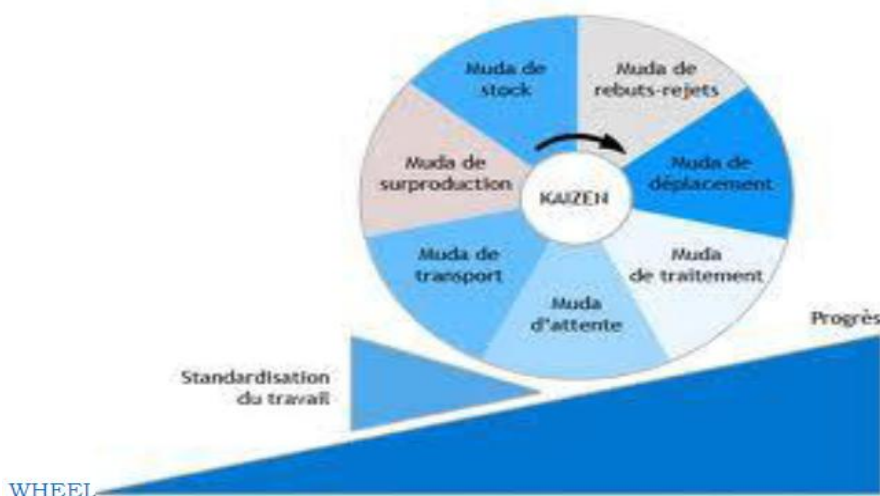 Muda de
stock
Muda de
rebuts-rejets
Muda de
surproduction
KAIZEN
Muda de
déplacement
Muda de
transport
Muda
d'attente
Muda
de traitement
Progrès
Standardisation
du travail
WHEEL